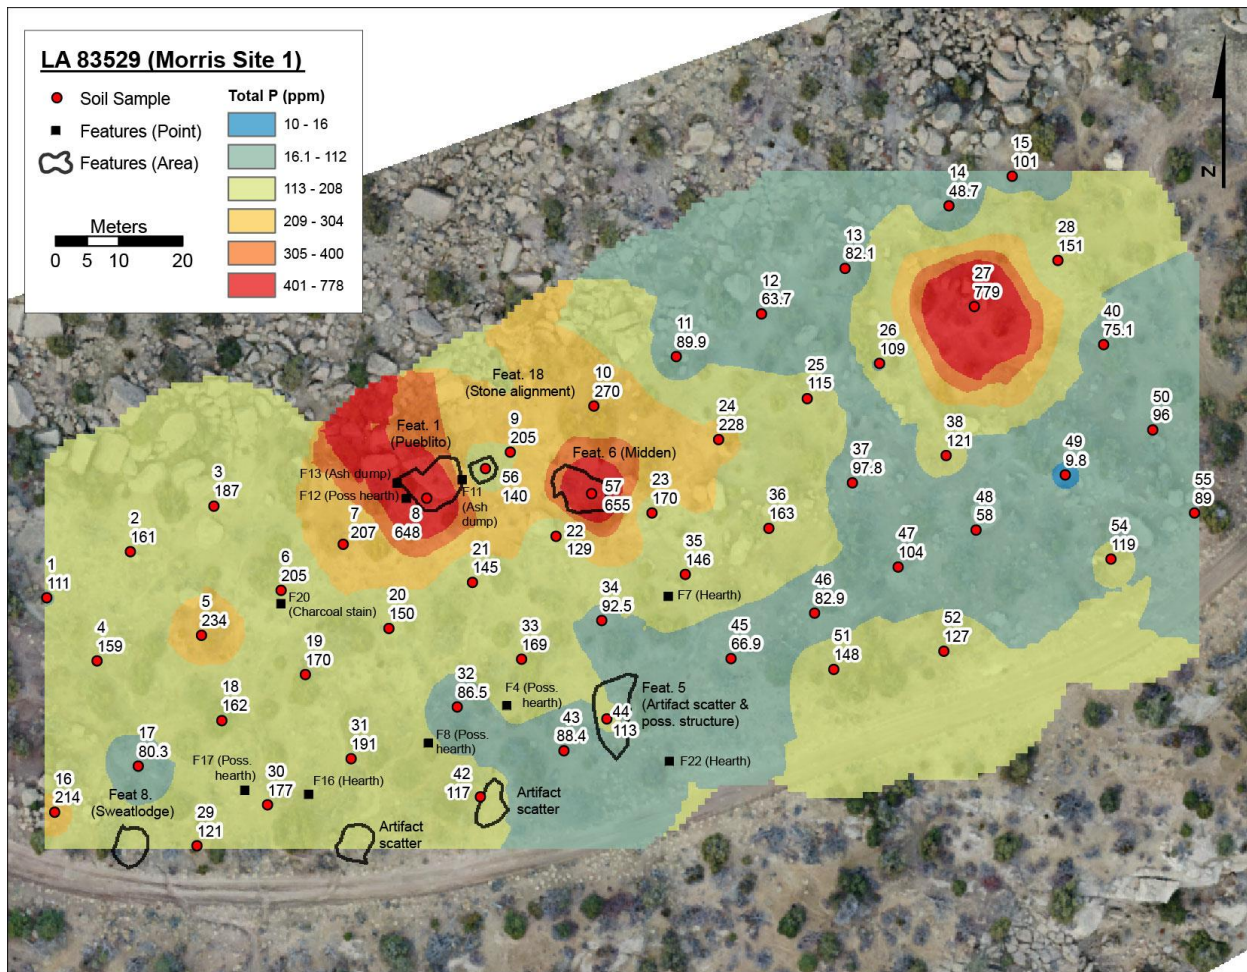 LA 83529 (Morris Site 1)
Soil Sample
Features (Point)
Features (Area)
Meters
0 5 10 20
Total P (ppm)
10 - 16
16.1 - 112
113 - 208
209 - 304
305 - 400
401 - 778
N
15
101
14
48.7
28
151
13
82.1
27
779
12
63.7
11
89.9
40
75.1
26
109
25
115
Feat. 18
(Stone alignment)
10
270
24
228
50
96
9
205
Feat. 1
(Pueblito)
38
121
49
9.8
37
97.8
Feat. 6 (Midden)
F13 (Ash dump)
F12 (Poss hearth)
F11
(Ash
dump)
56
140
57
655
23
170
3
187
55
89
8
648
7
207
36
163
48
58
22
129
2
161
54
119
47
104
21
145
35
146
1
111
6
205
F20
(Charcoal stain)
F7 (Hearth)
46
82.9
34
92.5
20
150
5
234
4
159
19
170
33
169
45
66.9
51
148
52
127
32
86.5
F4 (Poss.
hearth)
Feat. 5
(Artifact scatter &
poss. structure)
44
113
18
162
43
88.4
F8 (Poss.
hearth)
31
191
17
80.3
F22 (Hearth)
F17 (Poss.
hearth)
30
177
F16 (Hearth)
42
117
Artifact
scatter
16
214
Feat 8.
(Sweatlodge)
29
121
Artifact
scatter